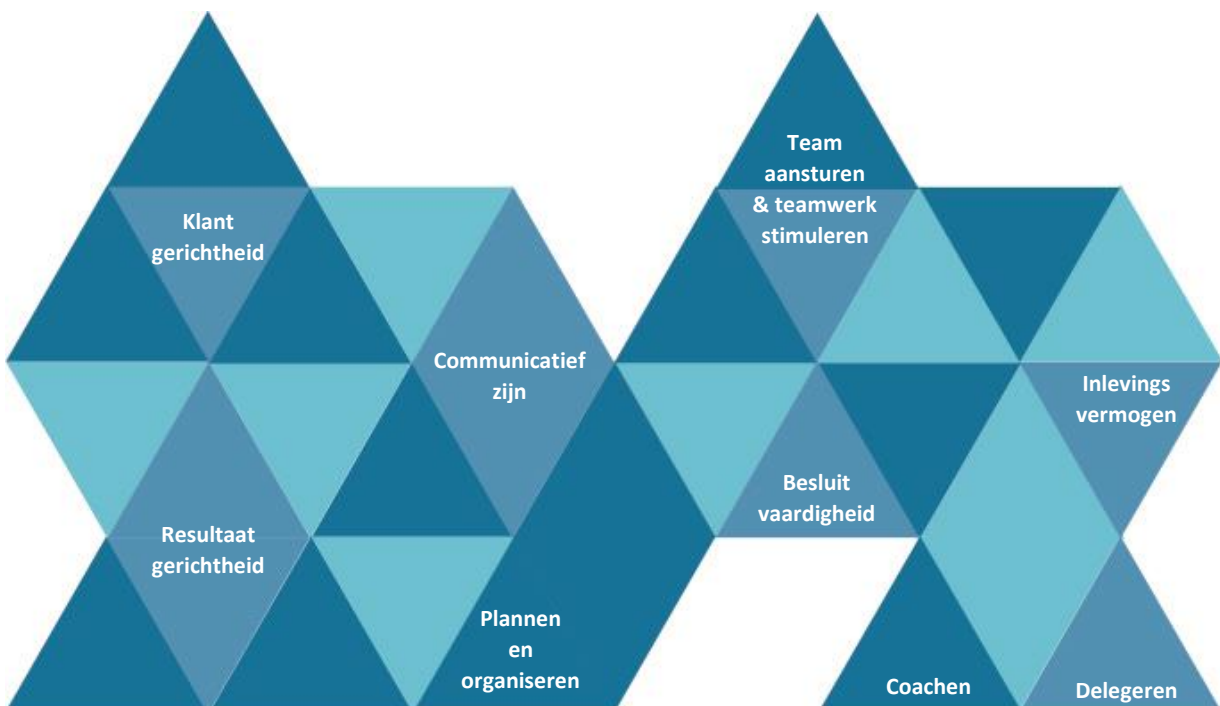 Team
aansturen
& teamwerk
stimuleren
Klant
gerichtheid
Communicatief
zijn
Inlevings
vermogen
Besluit
vaardigheid
Resultaat
gerichtheid
Plannen
en
organiseren
Coachen
Delegeren